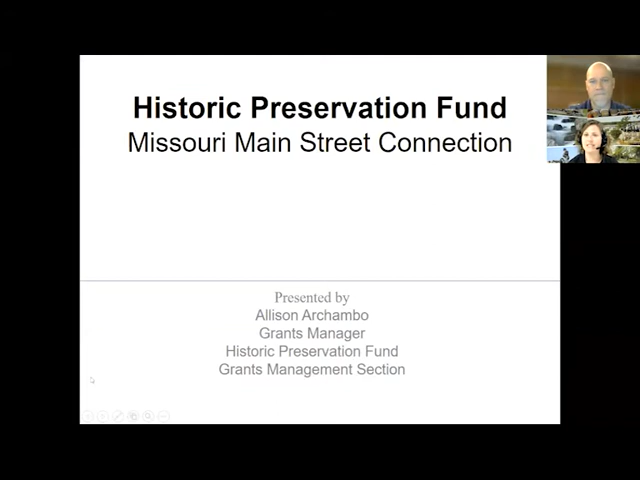 Historic Preservation Fund
Missouri Main Street Connection
Presented by
Allison Archambo
Grants Manager
Historic Preservation Fund
Grants Management Section